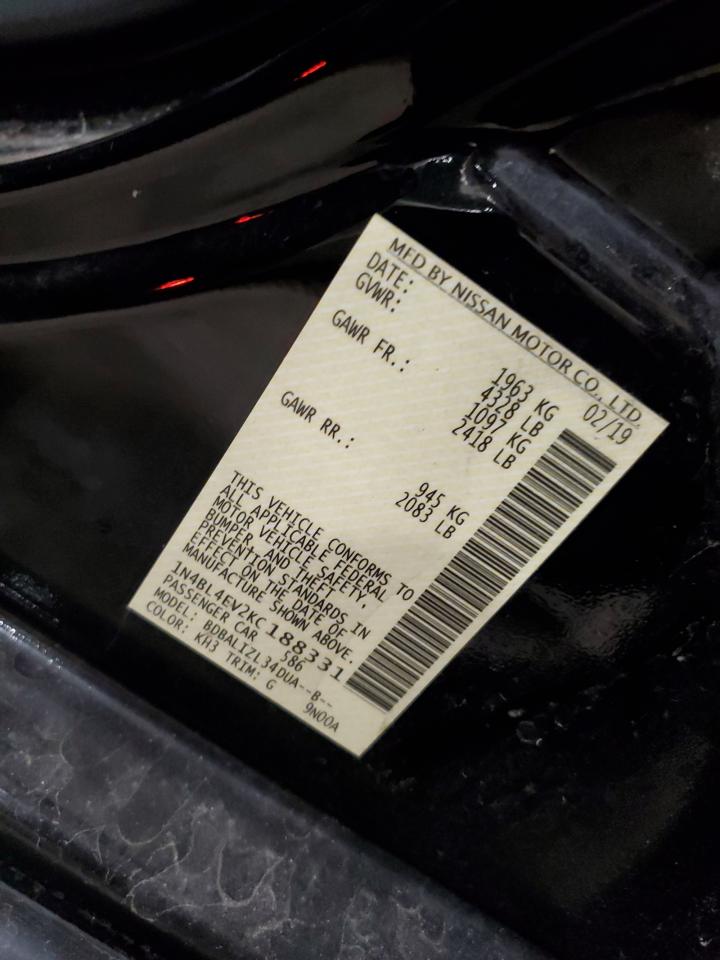 MFD BY NISSAN MOTOR CO., LTD.
DATE: 02/19
GVWR: 1963 KG
4328 LB
GAWR FR.: 1097 KG
2418 LB
GAWR RR.: 945 KG
2083 LB
THIS VEHICLE CONFORMS TO
ALL APPLICABLE FEDERAL
MOTOR VEHICLE SAFETY,
BUMPER, AND THEFT
PREVENTION STANDARDS IN
EFFECT ON THE DATE OF
MANUFACTURE SHOWN ABOVE.
1N4BL4EV2KC188331
PASSENGER CAR 586
MODEL: BDBALIZL34DUA--B--
COLOR: KH3 TRIM: G 9N00A